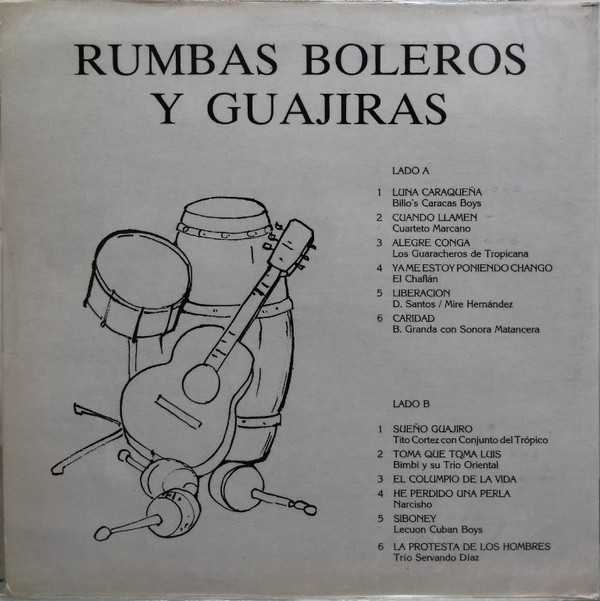 RUMBAS BOLEROS
Y GUAJIRAS
LADO A
1 LUNA CARAQUEÑA
Billo's Caracas Boys
2 CUANDO LLAMEN
Cuarteto Marcano
3 ALEGRE CONGA
Los Guaracheros de Tropicana
4 YA ME ESTOY PONIENDO CHANGO
El Chaflán
5 LIBERACION
D. Santos / Mire Hernández
6 CARIDAD
B. Granda con Sonora Matancera
LADO B
1 SUEÑO GUAJIRO
Tito Cortez con Conjunto del Trópico
2 TOMA QUE TOMA LUIS
Bimbi y su Trio Oriental
3 EL COLUMPIO DE LA VIDA
4 HE PERDIDO UNA PERLA
Narcisho
5 SIBONEY
Lecuon Cuban Boys
6 LA PROTESTA DE LOS HOMBRES
Trío Servando Díaz